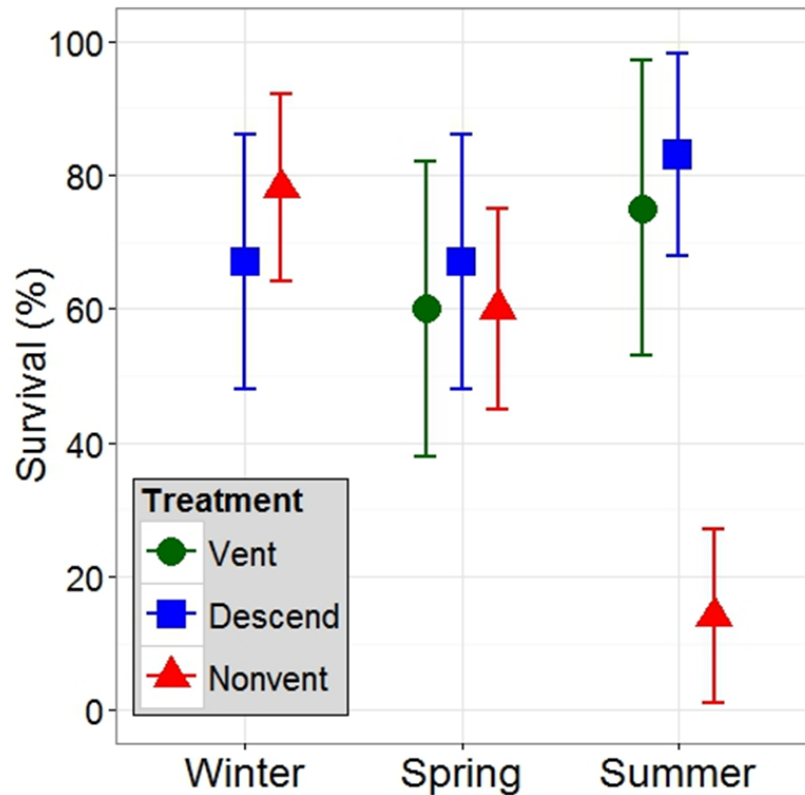 Survival (%)
100
80
60
40
20
0
Treatment
Vent
Descend
Nonvent
Winter Spring Summer